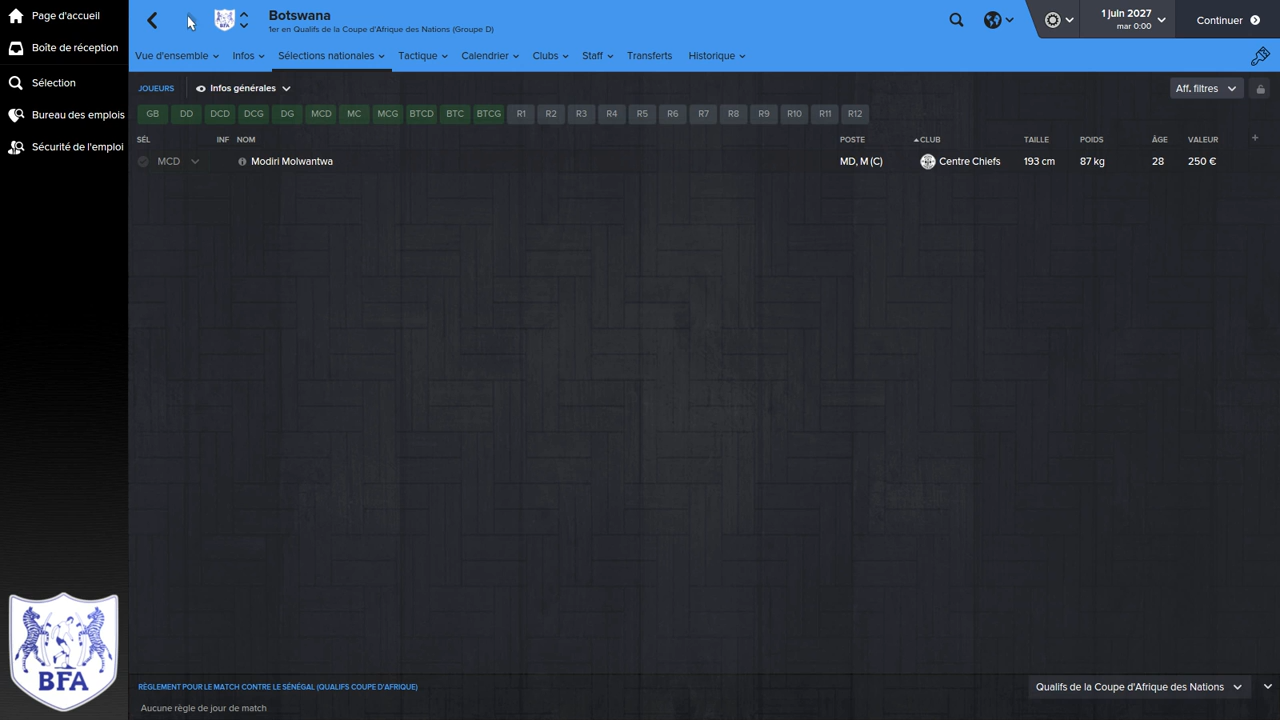 Page d'accueil
Boîte de réception
Sélection
Bureau des emplois
Sécurité de l'emploi
BFA
Botswana
1er en Qualifs de la Coupe d'Afrique des Nations (Groupe D)
1 juin 2027
mar 0:00
Continuer
Vue d'ensemble Infos Sélections nationales Tactique Calendrier Clubs Staff Transferts Historique
JOUEURS Infos générales Aff. filtres
GB DD DCD DCG DG MCD MC MCG BTCD BTC BTCG R1 R2 R3 R4 R5 R6 R7 R8 R9 R10 R11 R12
SÉL INF NOM POSTE CLUB TAILLE POIDS ÂGE VALEUR
MCD Modiri Molwantwa MD, M (C) Centre Chiefs 193 cm 87 kg 28 250 €
RÈGLEMENT POUR LE MATCH CONTRE LE SÉNÉGAL (QUALIFS COUPE D'AFRIQUE) Qualifs de la Coupe d'Afrique des Nations
Aucune règle de jour de match
BFA